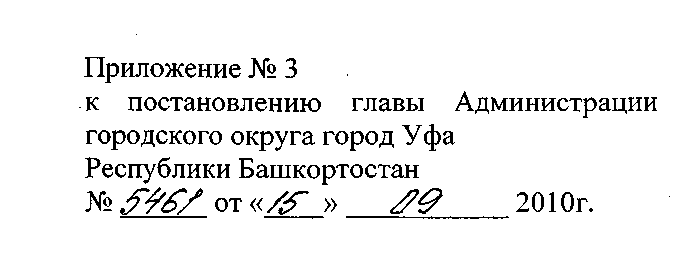 Приложение № 3
к постановлению главы Администрации
городского округа город Уфа
Республики Башкортостан
№ 5461 от «15» 09 2010г.